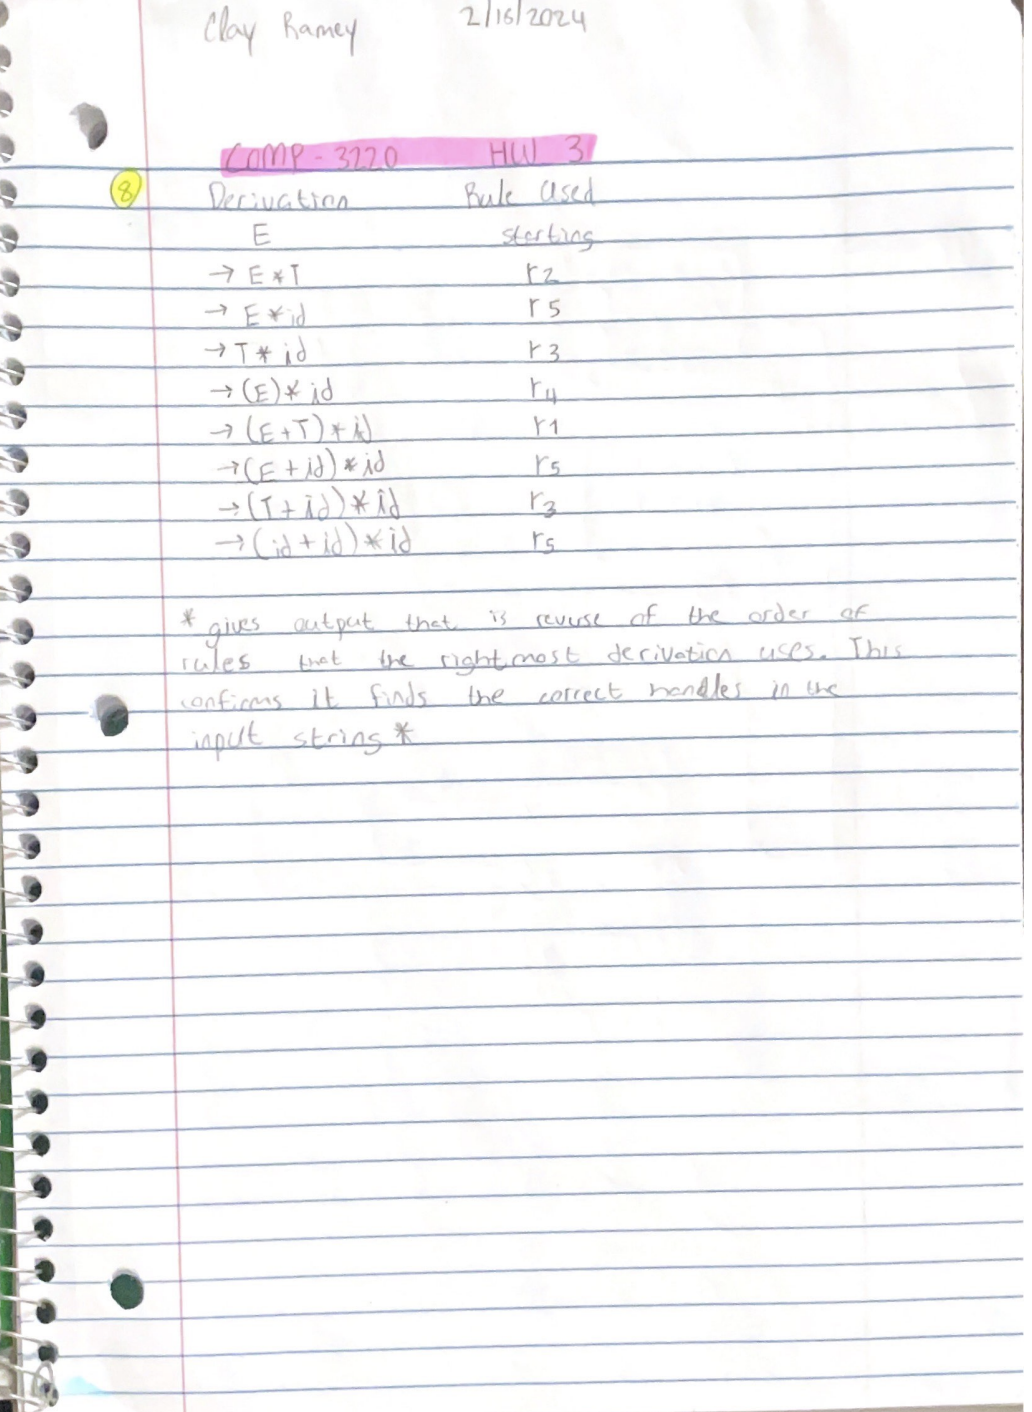 Clay Ramey 2/16/2024
COMP-3220 HW 3
8 Derivation Rule Used
E starting
→ E * T r2
→ E * id r5
→ T * id r3
→ (E) * id r4
→ (E+T) * id r1
→ (E + id) * id r5
→ (T + id) * id r3
→ (id + id) * id r5
* gives output that is reverse of the order of
rules that the rightmost derivation uses. This
confirms it finds the correct handles in the
input string *